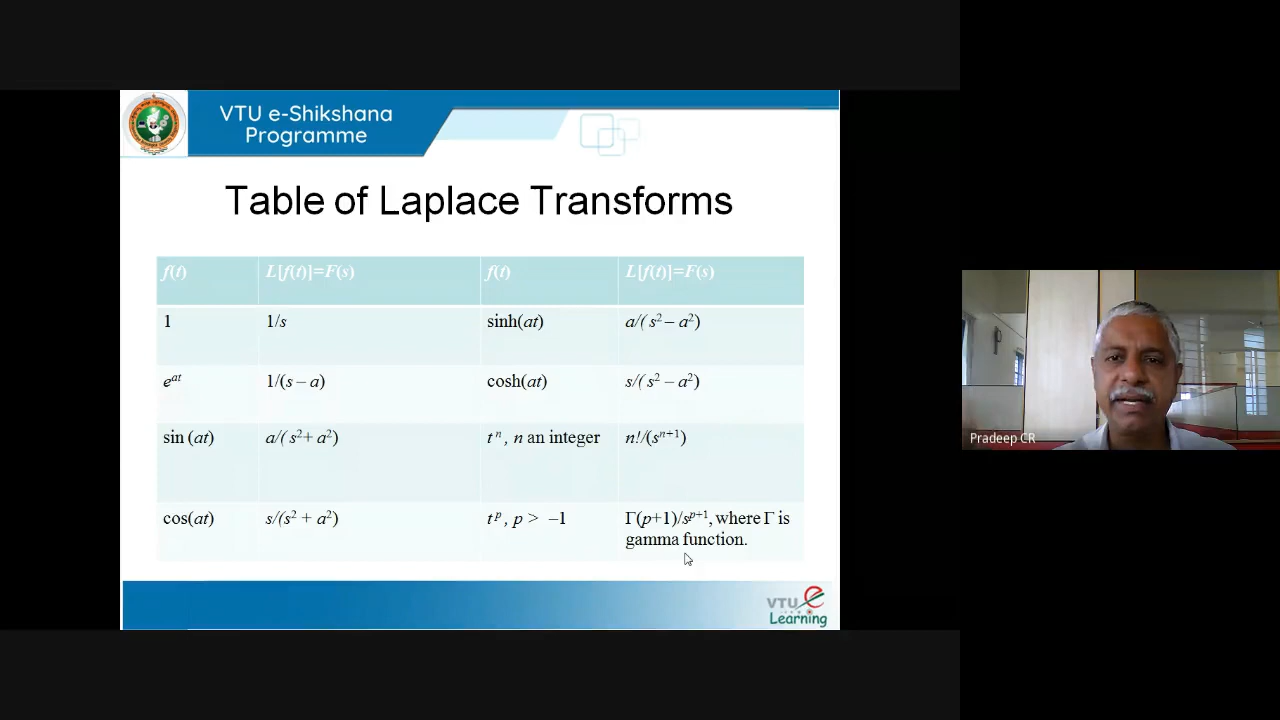 VTU e-Shikshana
Programme
Table of Laplace Transforms
f(t) L[f(t)]=F(s) f(t) L[f(t)]=F(s)
1 1/s sinh(at) a/( s² – a²)
eᵃᵗ 1/(s – a) cosh(at) s/( s² – a²)
sin (at) a/( s²+ a²) t ⁿ, n an integer n!/(sⁿ⁺¹)
cos(at) s/(s² + a²) t ᵖ, p > –1 Γ(p+1)/sᵖ⁺¹, where Γ is
gamma function.
Pradeep CR
VTU e
Learning